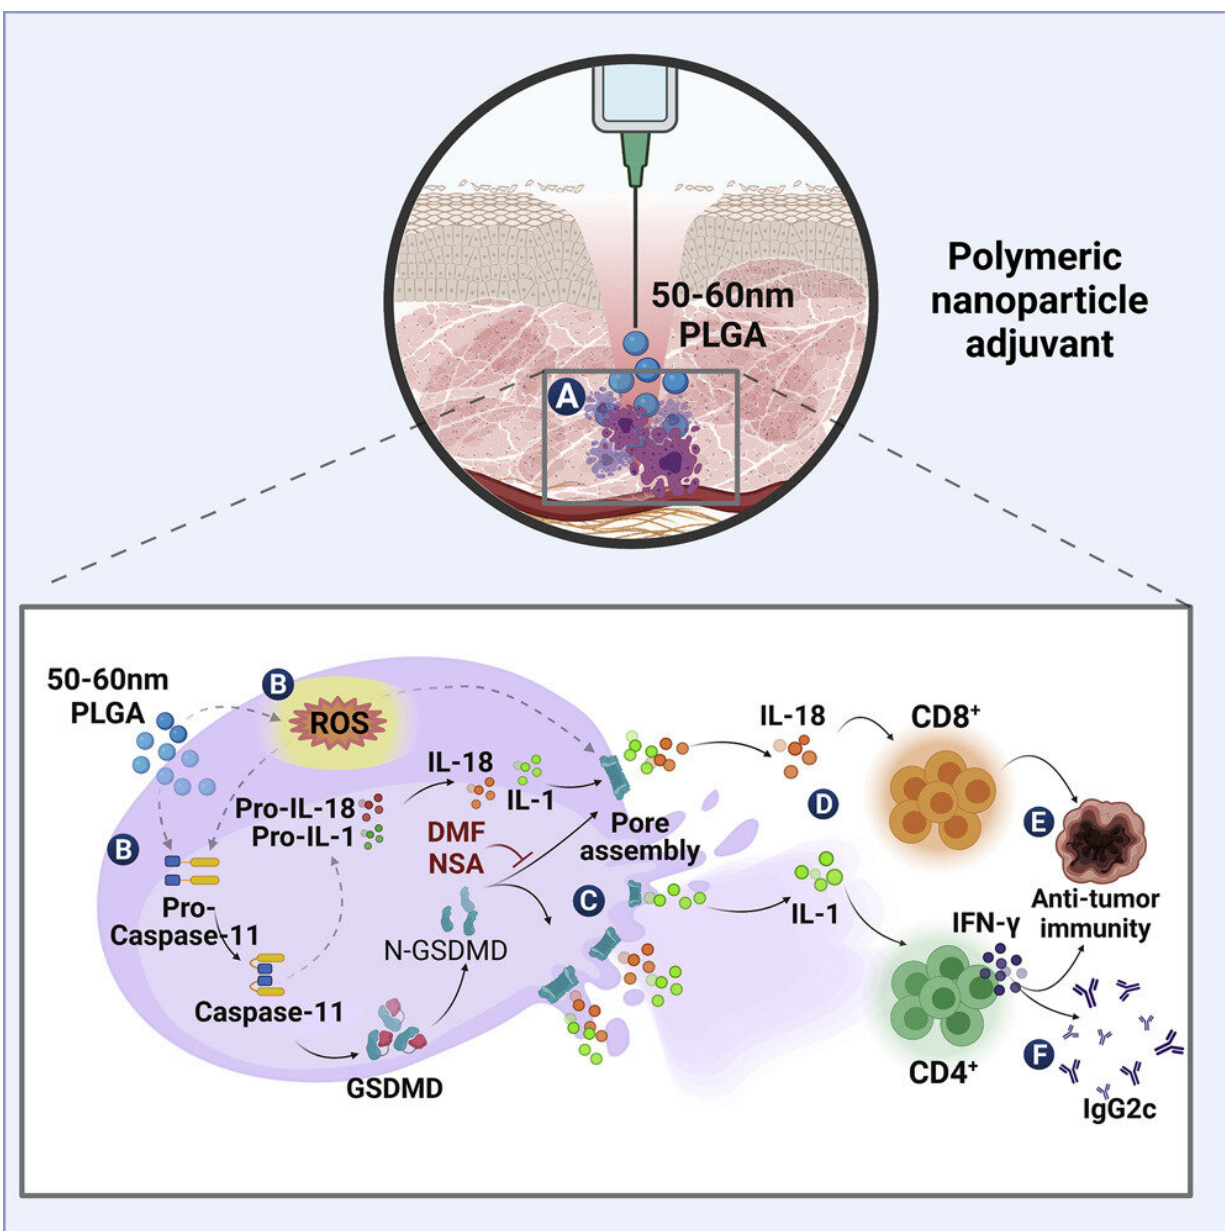 50-60nm
PLGA
Polymeric
nanoparticle
adjuvant
A
50-60nm
PLGA
B
ROS
IL-18
IL-1
Pro-IL-18
Pro-IL-1
DMF
NSA
Pore
assembly
B
Pro-
Caspase-11
N-GSDMD
Caspase-11
GSDMD
C
IL-18
CD8⁺
D
E
IL-1
Anti-tumor
immunity
IFN-γ
CD4⁺
F
IgG2c